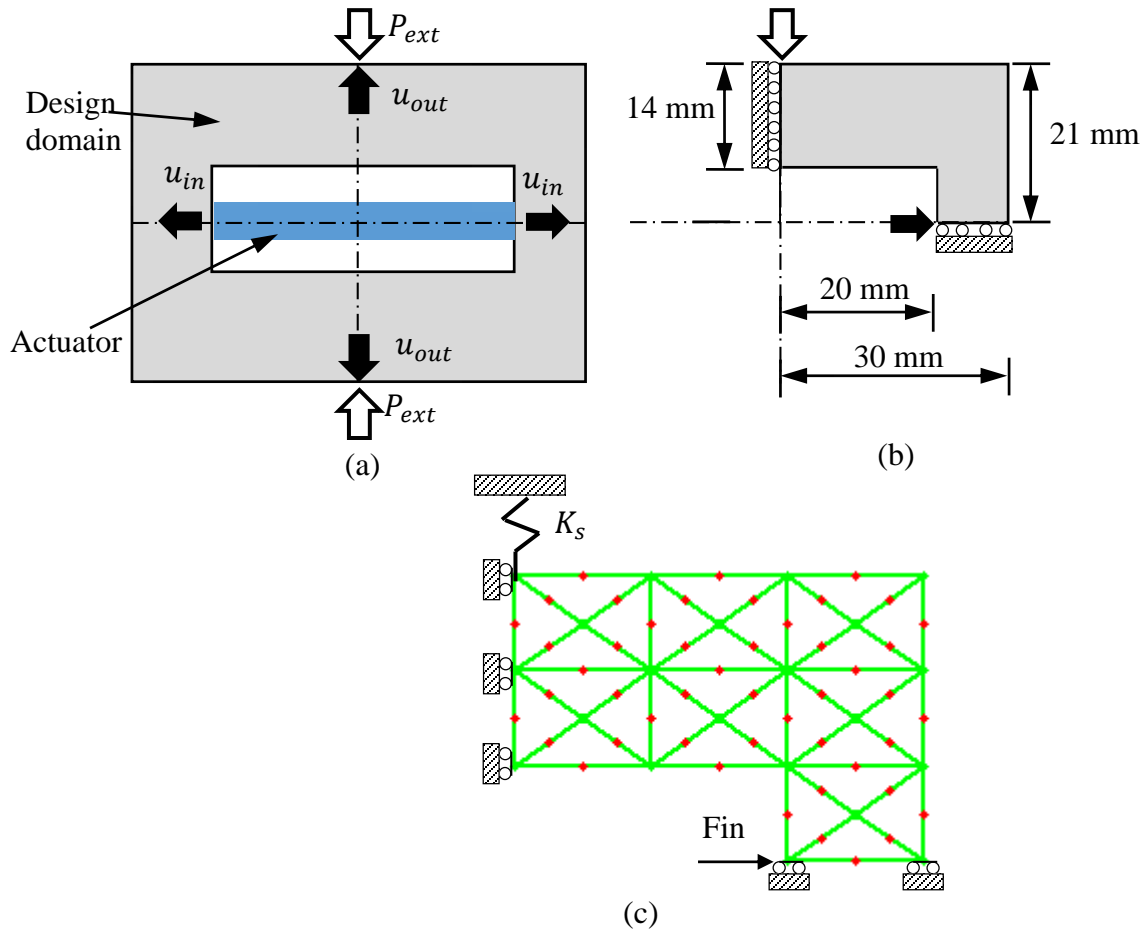 P_ext
Design
domain
u_out
u_in
u_in
Actuator
u_out
P_ext
(a)
14 mm
21 mm
20 mm
30 mm
(b)
K_s
Fin
(c)